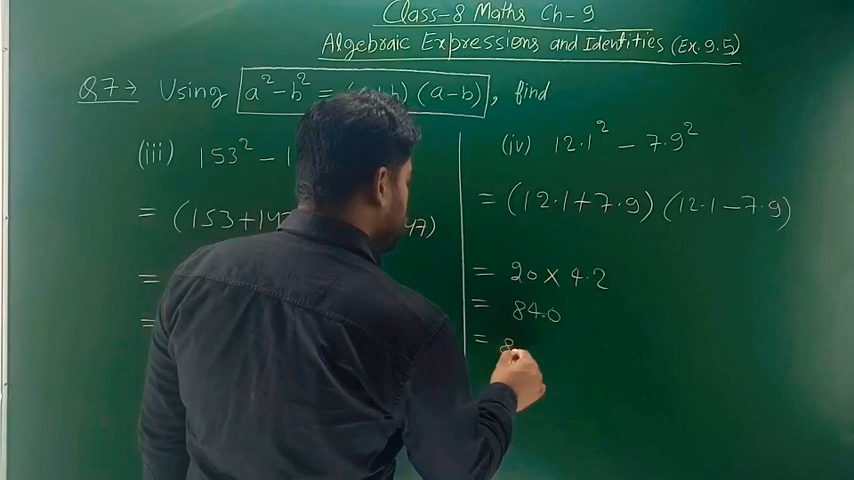 Class-8 Maths Ch-9
Algebraic Expressions and Identities (Ex. 9.5)
Q7→ Using a²-b² = (a-b), find
(iii) 153² - 1
= (153+147 47)
=
=
(iv) 12.1² - 7.9²
= (12.1+7.9) (12.1-7.9)
= 20 × 4.2
= 84.0
= 8